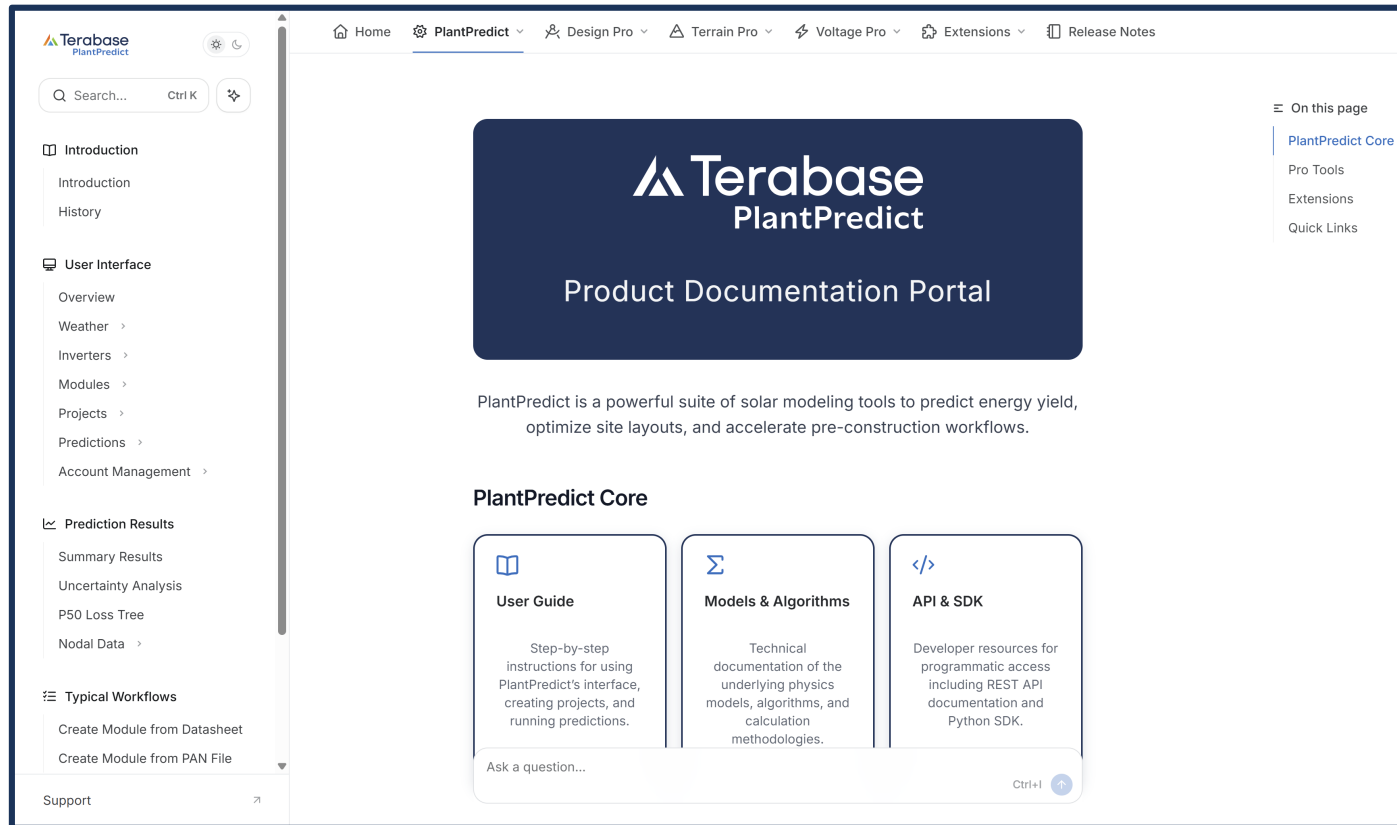 Terabase
PlantPredict
Search... Ctrl K
Introduction
Introduction
History
User Interface
Overview
Weather
Inverters
Modules
Projects
Predictions
Account Management
Prediction Results
Summary Results
Uncertainty Analysis
P50 Loss Tree
Nodal Data
Typical Workflows
Create Module from Datasheet
Create Module from PAN File
Support
Home PlantPredict Design Pro Terrain Pro Voltage Pro Extensions Release Notes
Terabase
PlantPredict
Product Documentation Portal
PlantPredict is a powerful suite of solar modeling tools to predict energy yield,
optimize site layouts, and accelerate pre-construction workflows.
PlantPredict Core
User Guide
Step-by-step
instructions for using
PlantPredict's interface,
creating projects, and
running predictions.
Models & Algorithms
Technical
documentation of the
underlying physics
models, algorithms, and
calculation
methodologies.
API & SDK
Developer resources for
programmatic access
including REST API
documentation and
Python SDK.
Ask a question...
Ctrl+I
On this page
PlantPredict Core
Pro Tools
Extensions
Quick Links